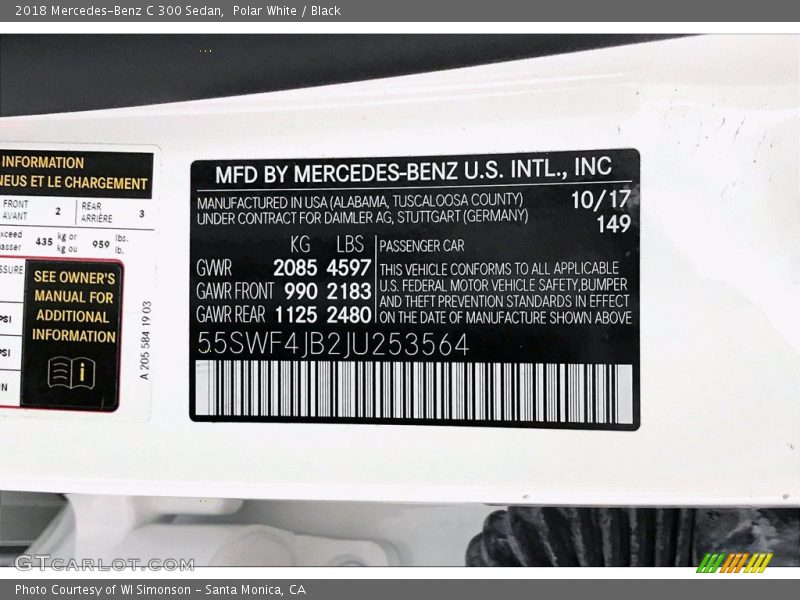 2018 Mercedes-Benz C 300 Sedan, Polar White / Black
INFORMATION
NEUS ET LE CHARGEMENT
FRONT
AVANT 2
REAR
ARRIÈRE 3
435 kg or
kg ou 959 lbs.
lb.
SEE OWNER'S
MANUAL FOR
ADDITIONAL
INFORMATION
A 205 584 19 03
MFD BY MERCEDES-BENZ U.S. INTL., INC
MANUFACTURED IN USA (ALABAMA, TUSCALOOSA COUNTY) 10/17
UNDER CONTRACT FOR DAIMLER AG, STUTTGART (GERMANY) 149
KG LBS PASSENGER CAR
GWR 2085 4597
GAWR FRONT 990 2183
GAWR REAR 1125 2480
THIS VEHICLE CONFORMS TO ALL APPLICABLE
U.S. FEDERAL MOTOR VEHICLE SAFETY,BUMPER
AND THEFT PREVENTION STANDARDS IN EFFECT
ON THE DATE OF MANUFACTURE SHOWN ABOVE
55SWF4JB2JU253564
GTCARLOT.COM
Photo Courtesy of WI Simonson - Santa Monica, CA